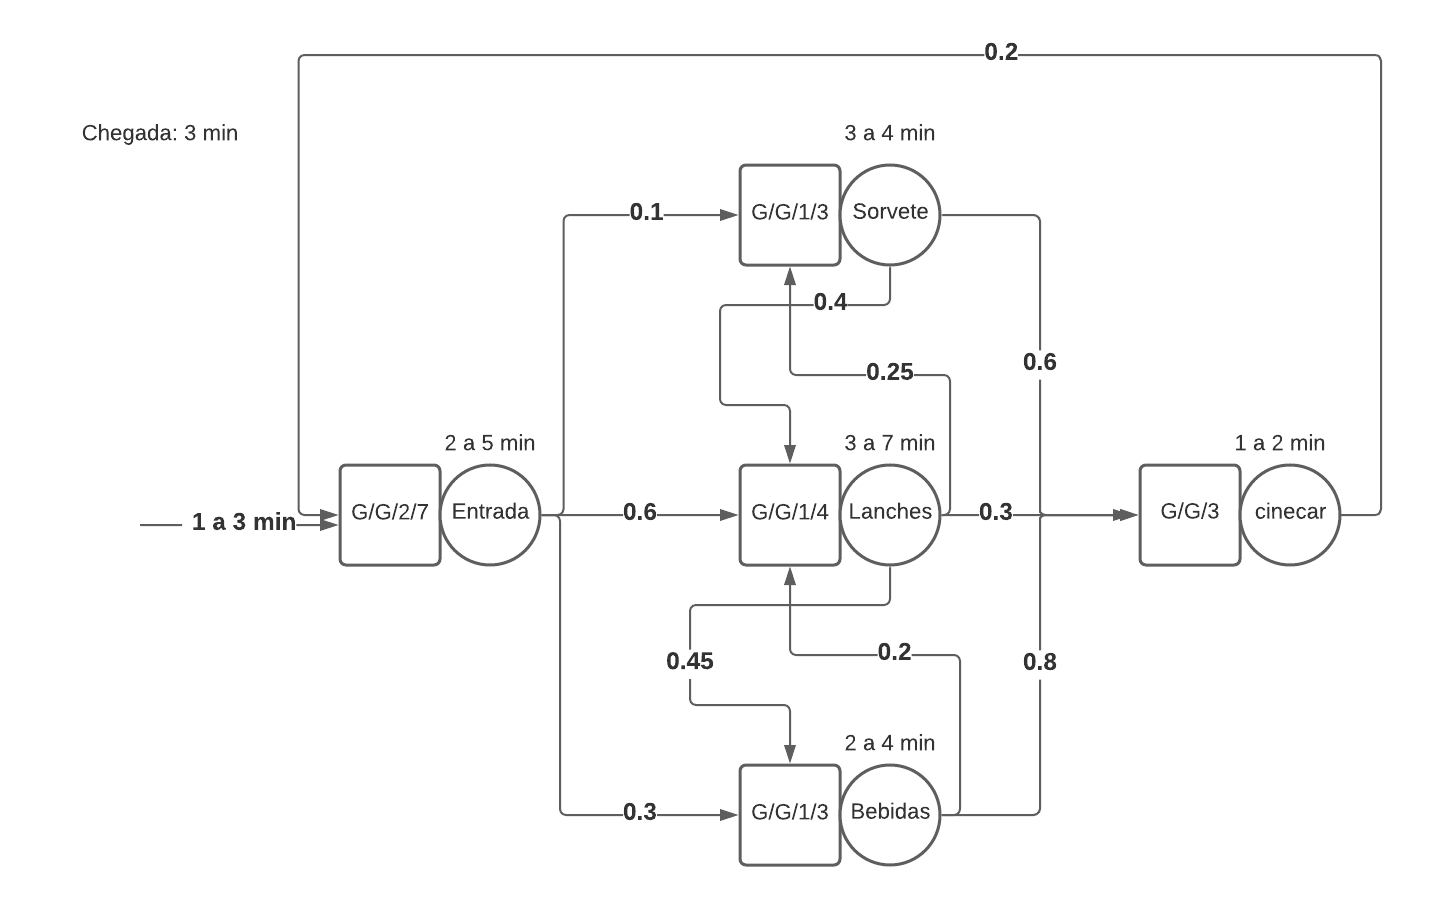 0.2
Chegada: 3 min
3 a 4 min
0.1
G/G/1/3
Sorvete
0.4
0.25
0.6
2 a 5 min
3 a 7 min
1 a 2 min
1 a 3 min
G/G/2/7
Entrada
0.6
G/G/1/4
Lanches
0.3
G/G/3
cinecar
0.45
0.2
0.8
2 a 4 min
0.3
G/G/1/3
Bebidas